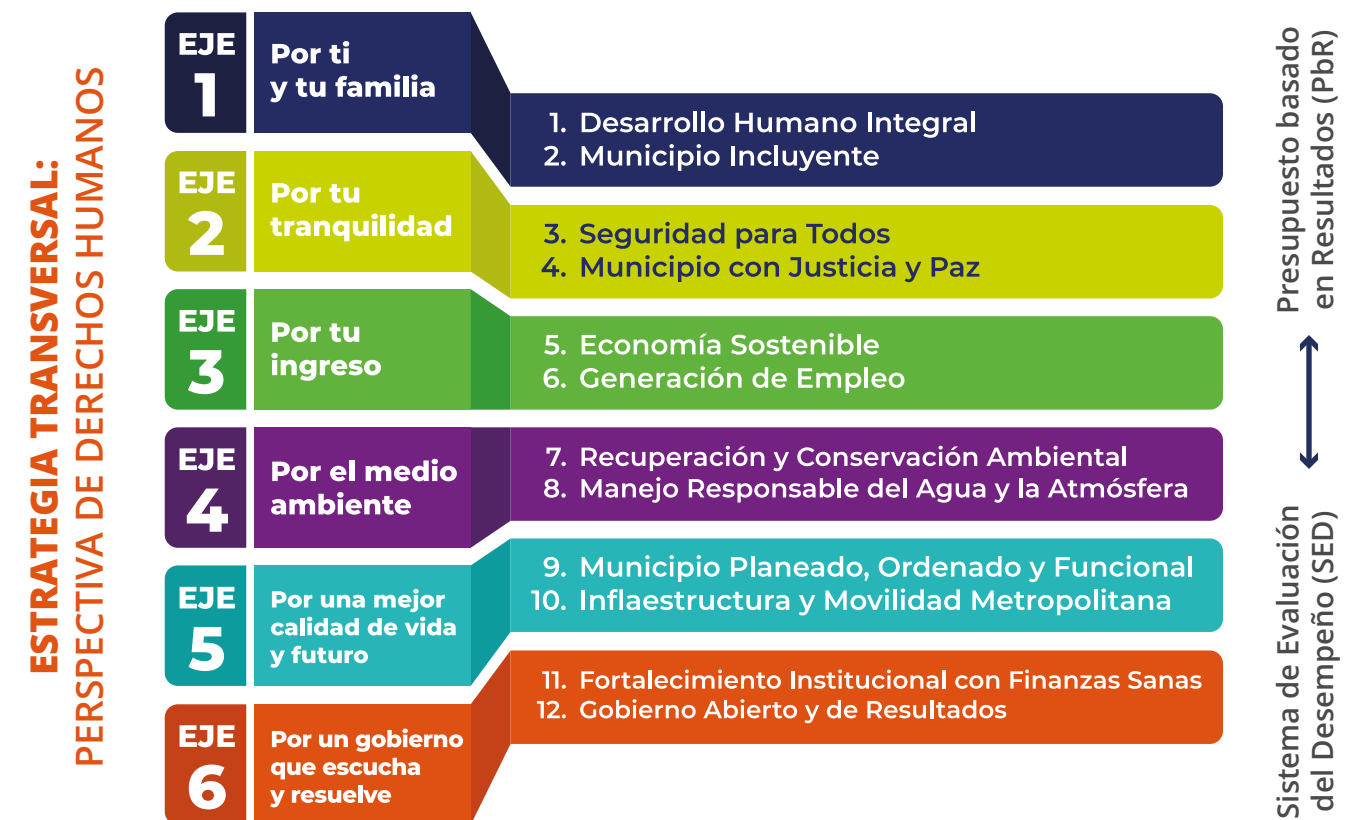 ESTRATEGIA TRANSVERSAL:
PERSPECTIVA DE DERECHOS HUMANOS
EJE
1
Por ti
y tu familia
1. Desarrollo Humano Integral
2. Municipio Incluyente
EJE
2
Por tu
tranquilidad
3. Seguridad para Todos
4. Municipio con Justicia y Paz
EJE
3
Por tu
ingreso
5. Economía Sostenible
6. Generación de Empleo
EJE
4
Por el medio
ambiente
7. Recuperación y Conservación Ambiental
8. Manejo Responsable del Agua y la Atmósfera
EJE
5
Por una mejor
calidad de vida
y futuro
9. Municipio Planeado, Ordenado y Funcional
10. Inflaestructura y Movilidad Metropolitana
EJE
6
Por un gobierno
que escucha
y resuelve
11. Fortalecimiento Institucional con Finanzas Sanas
12. Gobierno Abierto y de Resultados
Presupuesto basado
en Resultados (PbR)
Sistema de Evaluación
del Desempeño (SED)